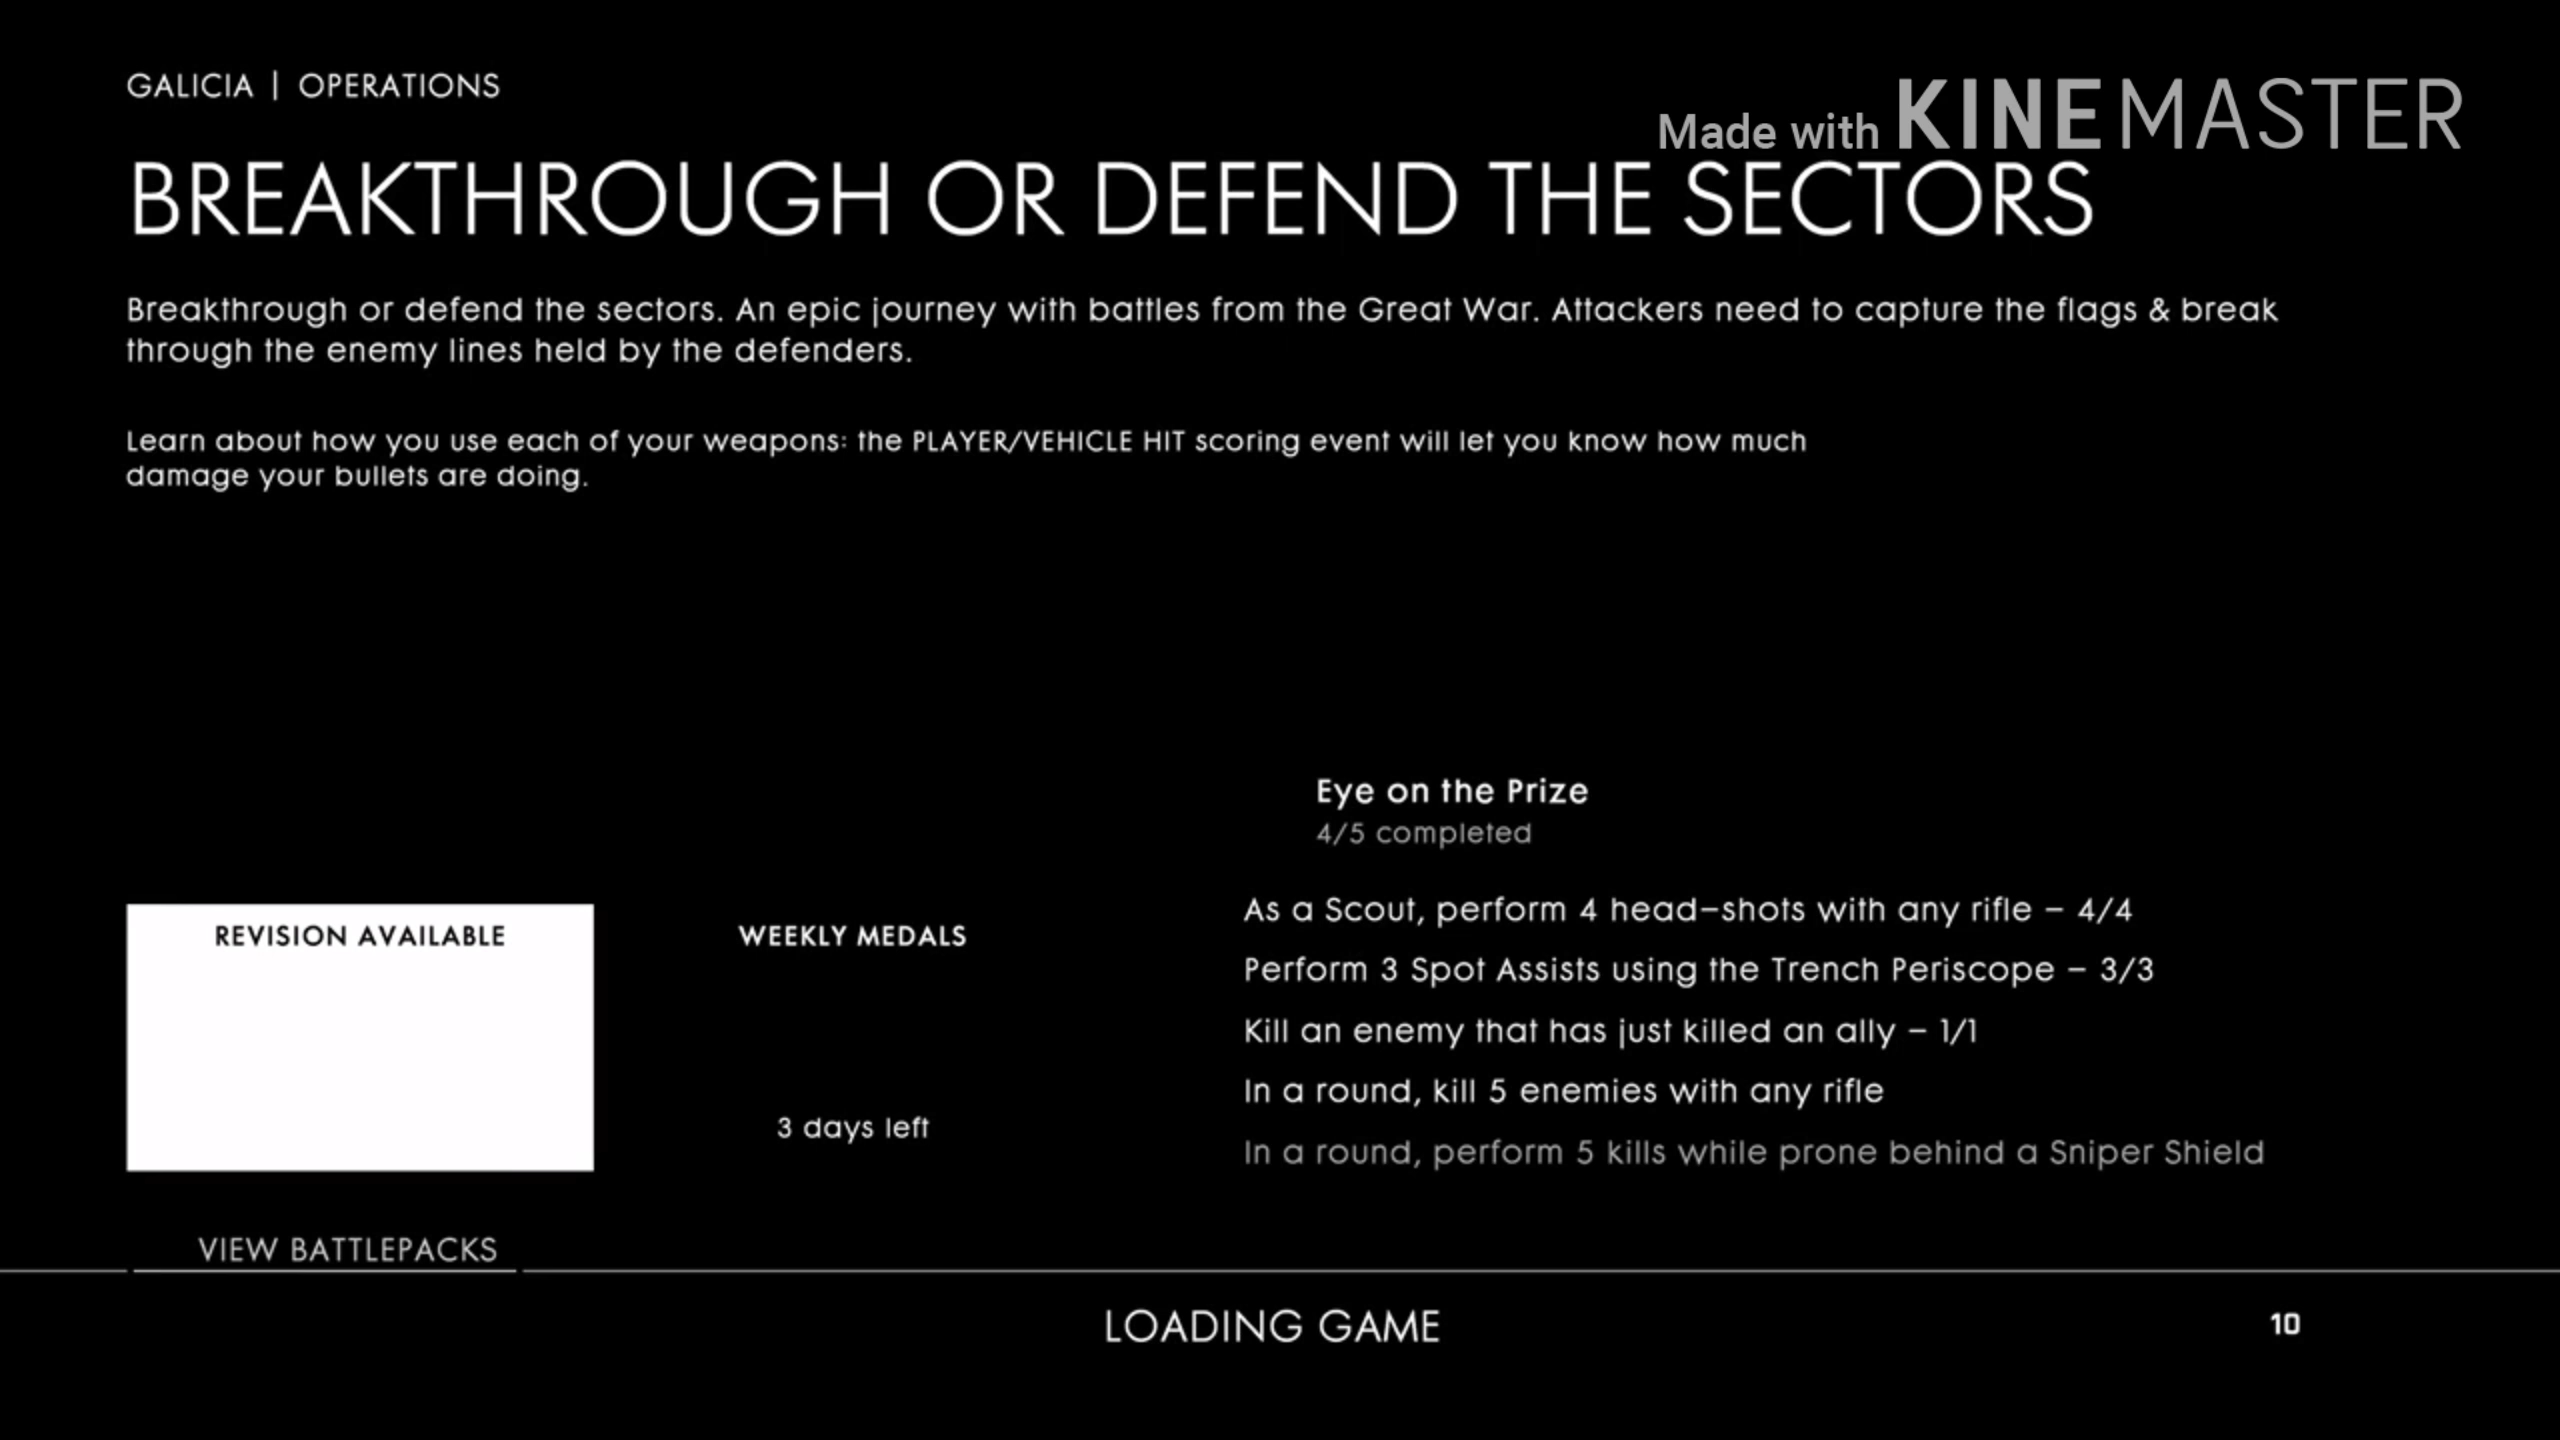 GALICIA | OPERATIONS
Made with KINEMASTER
BREAKTHROUGH OR DEFEND THE SECTORS
Breakthrough or defend the sectors. An epic journey with battles from the Great War. Attackers need to capture the flags & break
through the enemy lines held by the defenders.
Learn about how you use each of your weapons: the PLAYER/VEHICLE HIT scoring event will let you know how much
damage your bullets are doing.
Eye on the Prize
4/5 completed
REVISION AVAILABLE
WEEKLY MEDALS
3 days left
As a Scout, perform 4 head-shots with any rifle - 4/4
Perform 3 Spot Assists using the Trench Periscope - 3/3
Kill an enemy that has just killed an ally - 1/1
In a round, kill 5 enemies with any rifle
In a round, perform 5 kills while prone behind a Sniper Shield
VIEW BATTLEPACKS
LOADING GAME
10